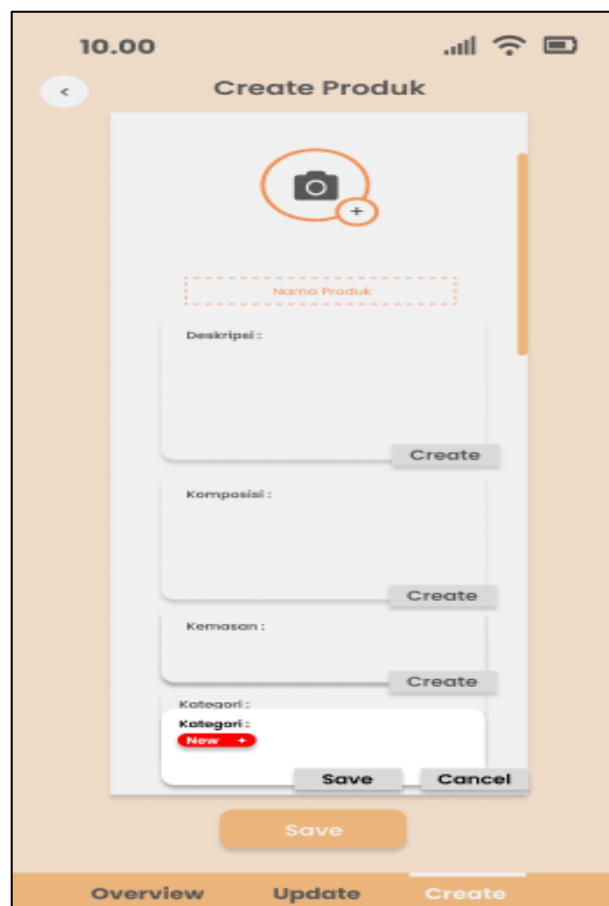 10.00
<
Create Produk
+
Nama Produk
Deskripsi :
Create
Komposisi :
Create
Kemasan :
Create
Kategori :
Kategori :
New +
Save Cancel
Save
Overview Update Create